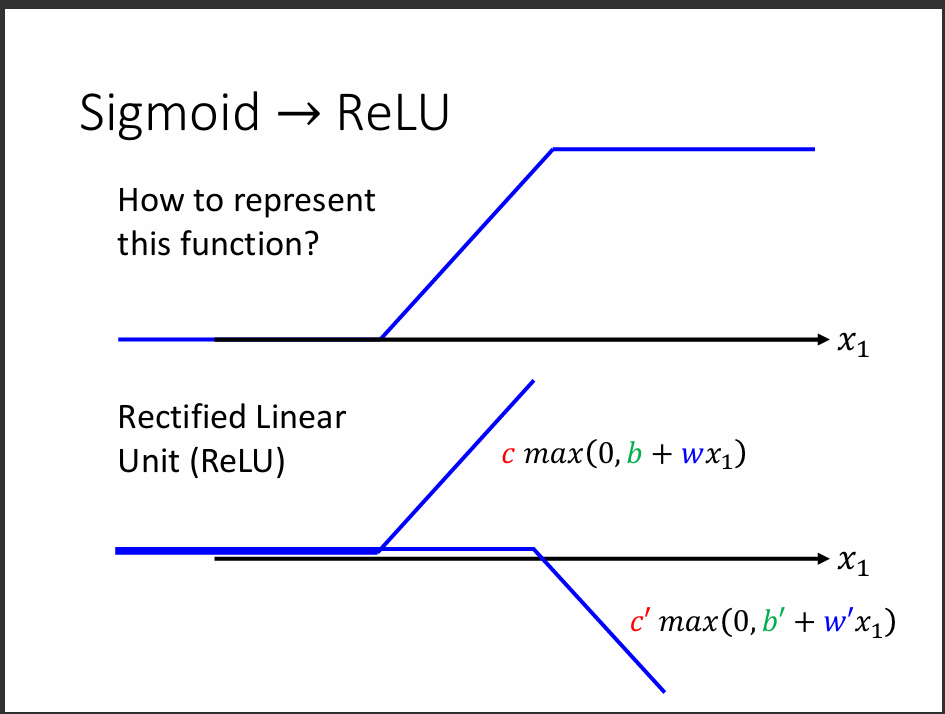 Sigmoid → ReLU
How to represent
this function?
x₁
Rectified Linear
Unit (ReLU)
c max(0, b + wx₁)
x₁
c′ max(0, b′ + w′x₁)